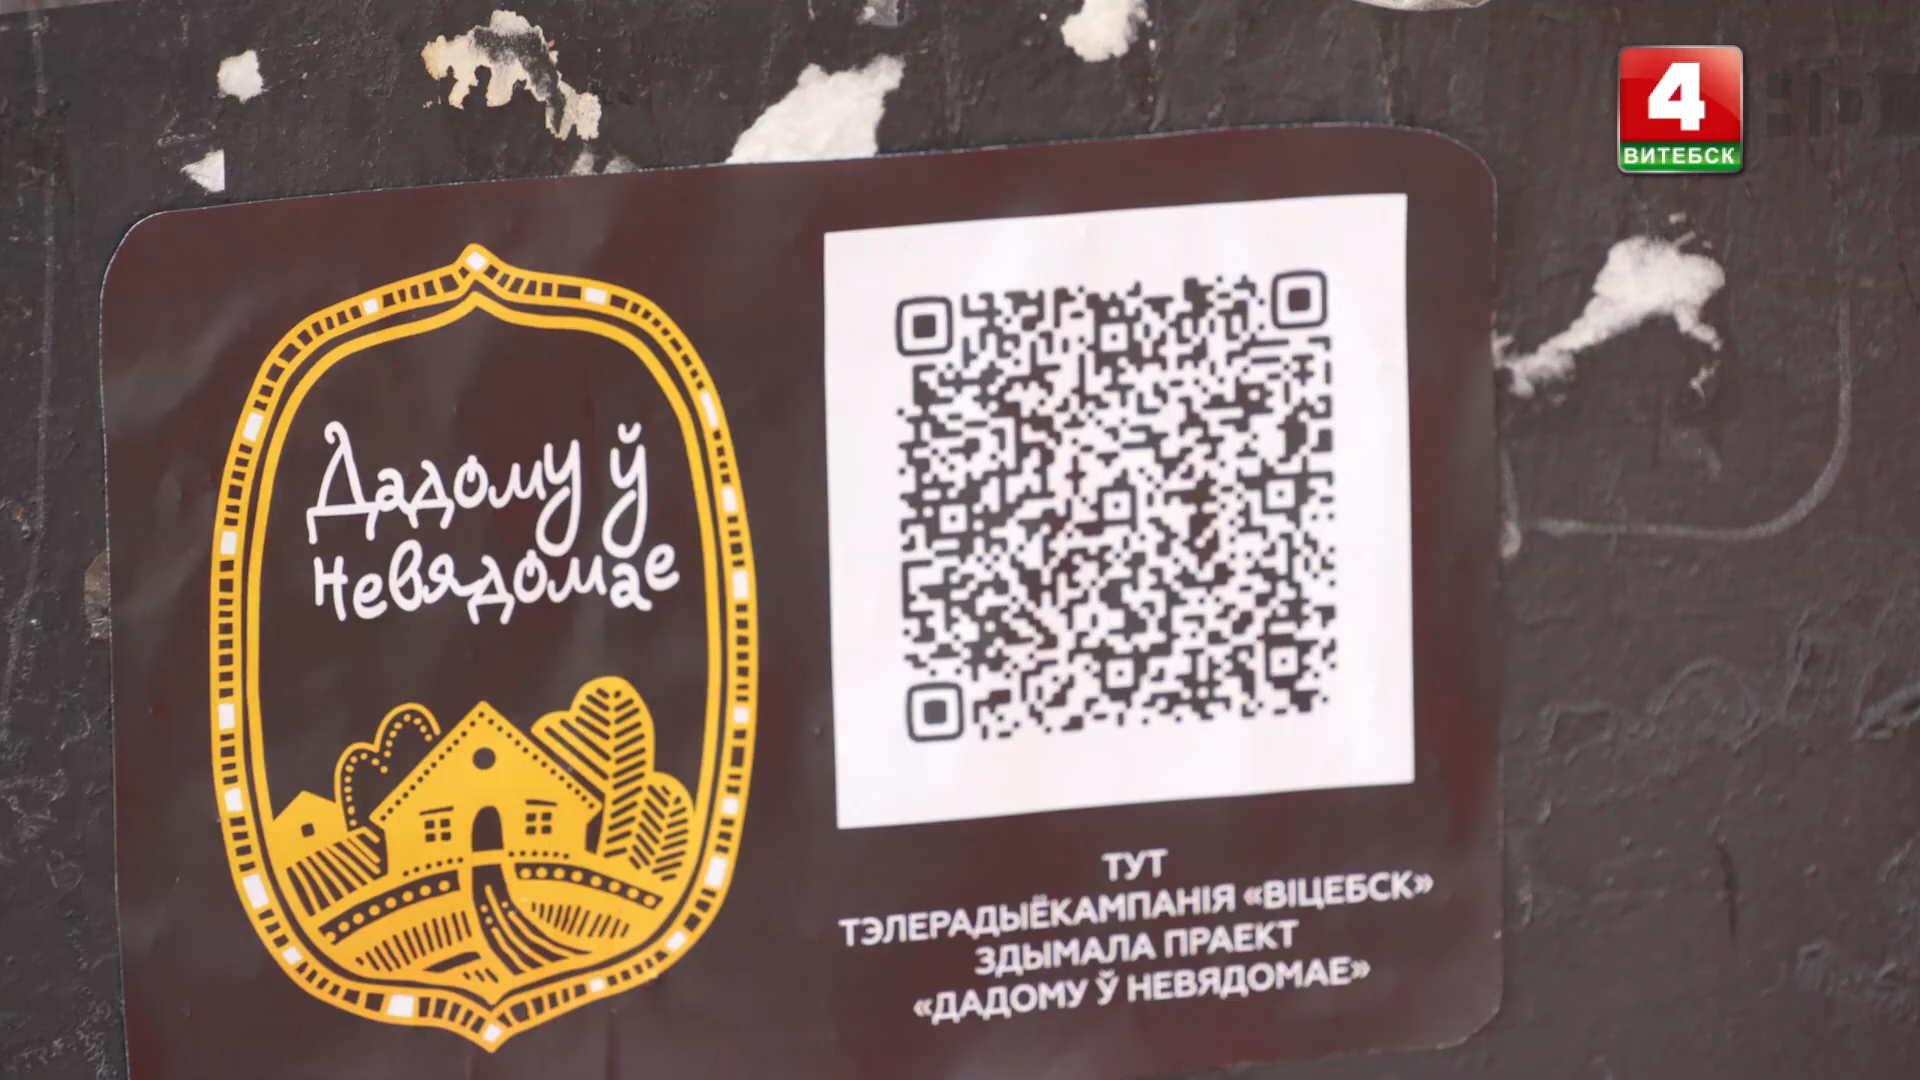 4
ВИТЕБСК
Дадому ў
невядомае
ТУТ
ТЭЛЕРАДЫЁКАМПАНІЯ «ВІЦЕБСК»
ЗДЫМАЛА ПРАЕКТ
«ДАДОМУ Ў НЕВЯДОМАЕ»